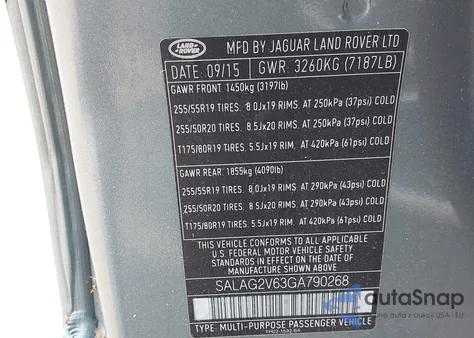 LAND
ROVER
MFD BY JAGUAR LAND ROVER LTD
DATE 09/15 GWR 3260KG (7187LB)
GAWR FRONT 1450kg (3197lb)
255/55R19 TIRES. 8.0Jx19 RIMS. AT 250kPa (37psi) COLD
255/50R20 TIRES. 8.5Jx20 RIMS. AT 250kPa (37psi) COLD
T175/80R19 TIRES. 5.5Jx19 RIM. AT 420kPa (61psi) COLD
GAWR REAR 1855kg (4090lb)
255/55R19 TIRES. 8.0Jx19 RIMS. AT 290kPa (43psi) COLD
255/50R20 TIRES. 8.5Jx20 RIMS. AT 290kPa (43psi) COLD
T175/80R19 TIRES. 5.5Jx19 RIM. AT 420kPa (61psi) COLD
THIS VEHICLE CONFORMS TO ALL APPLICABLE
U.S. FEDERAL MOTOR VEHICLE SAFETY STANDARDS
IN EFFECT ON THE DATE OF MANUFACTURE
SHOWN ABOVE
SALAG2V63GA790268
TYPE: MULTI-PURPOSE PASSENGER VEHICLE
autaSnap